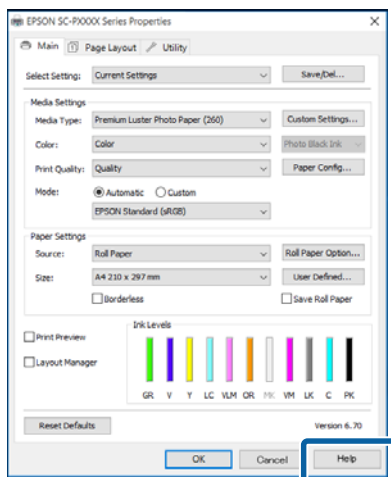 EPSON SC-PXXXX Series Properties
Main Page Layout Utility
Select Setting: Current Settings Save/Del...
Media Settings
Media Type: Premium Luster Photo Paper (260) Custom Settings...
Color: Color Photo Black Ink
Print Quality: Quality Paper Config...
Mode: Automatic Custom
EPSON Standard (sRGB)
Paper Settings
Source: Roll Paper Roll Paper Option...
Size: A4 210 x 297 mm User Defined...
Borderless Save Roll Paper
Print Preview
Layout Manager
Ink Levels
GR V Y LC VLM OR MK VM LK C PK
Reset Defaults Version 6.70
OK Cancel Help